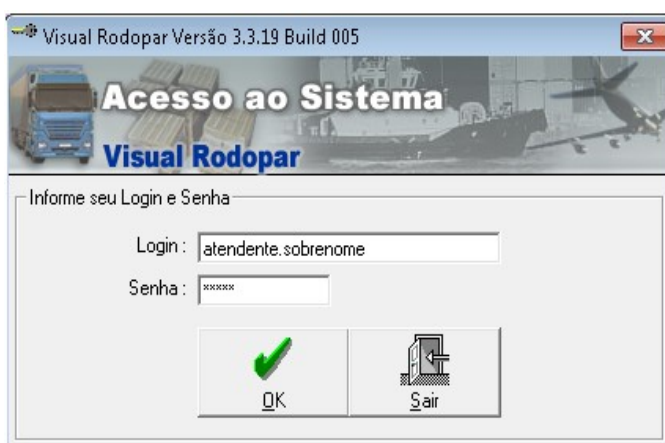 Visual Rodopar Versão 3.3.19 Build 005
Acesso ao Sistema
Visual Rodopar
Informe seu Login e Senha
Login : atendente.sobrenome
Senha : *****
OK Sair